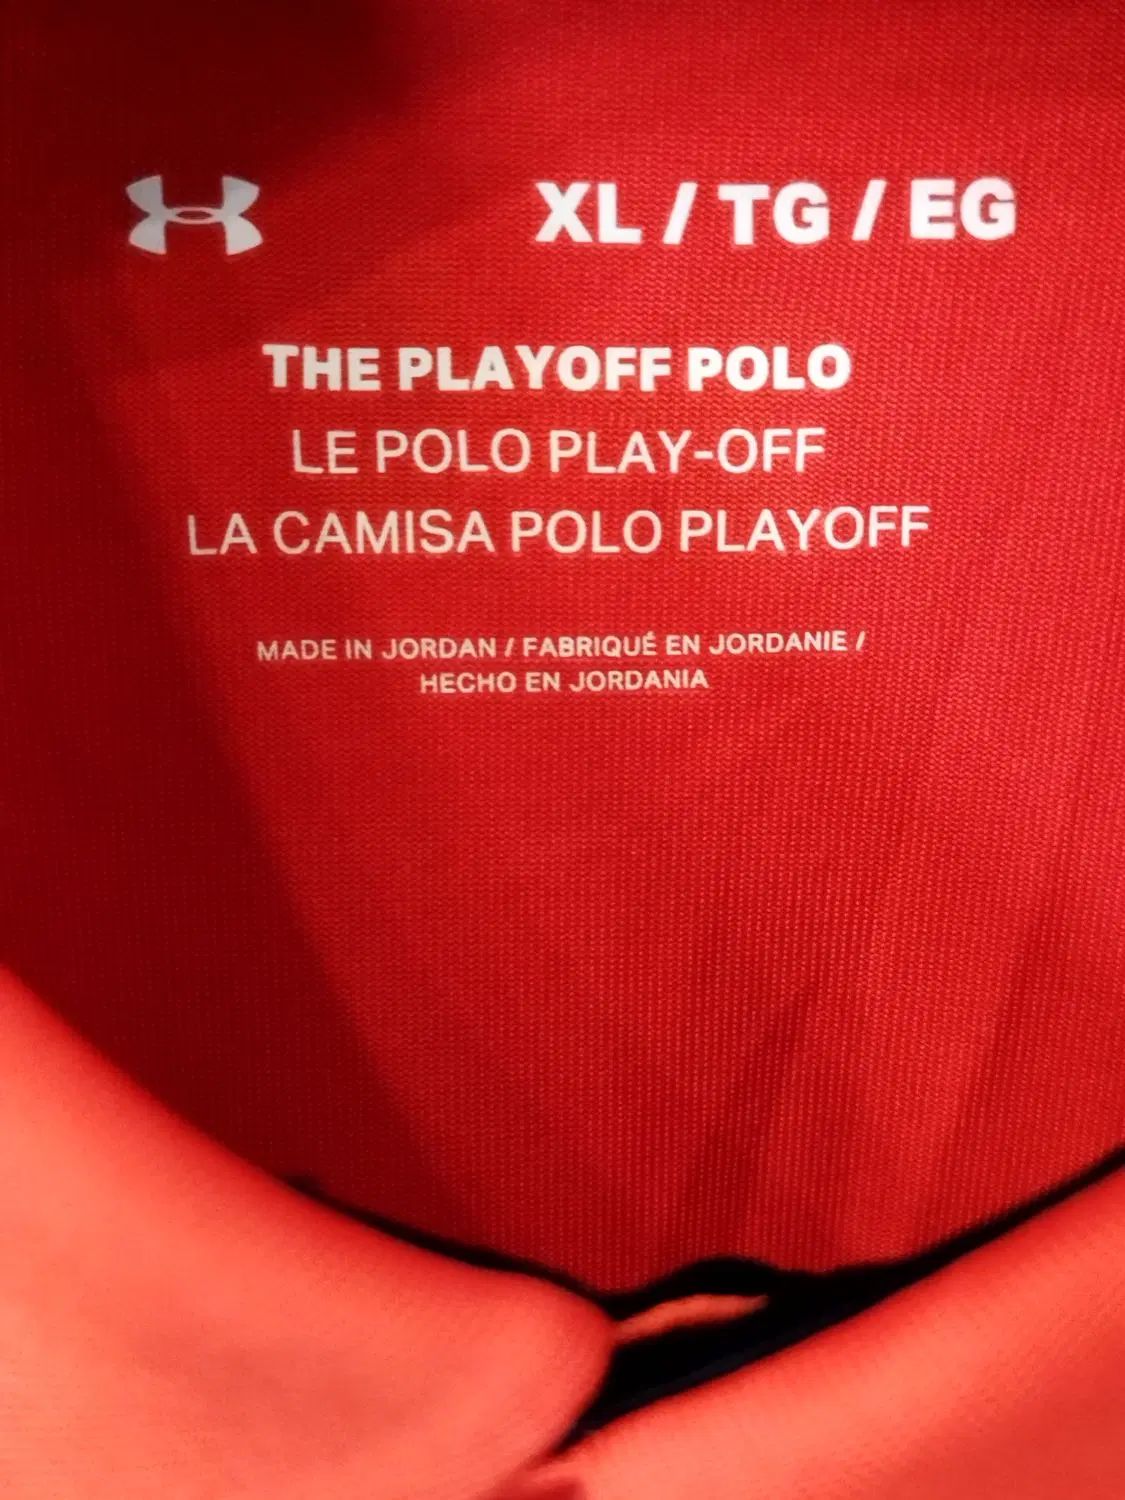 XL / TG / EG
THE PLAYOFF POLO
LE POLO PLAY-OFF
LA CAMISA POLO PLAYOFF
MADE IN JORDAN / FABRIQUÉ EN JORDANIE /
HECHO EN JORDANIA